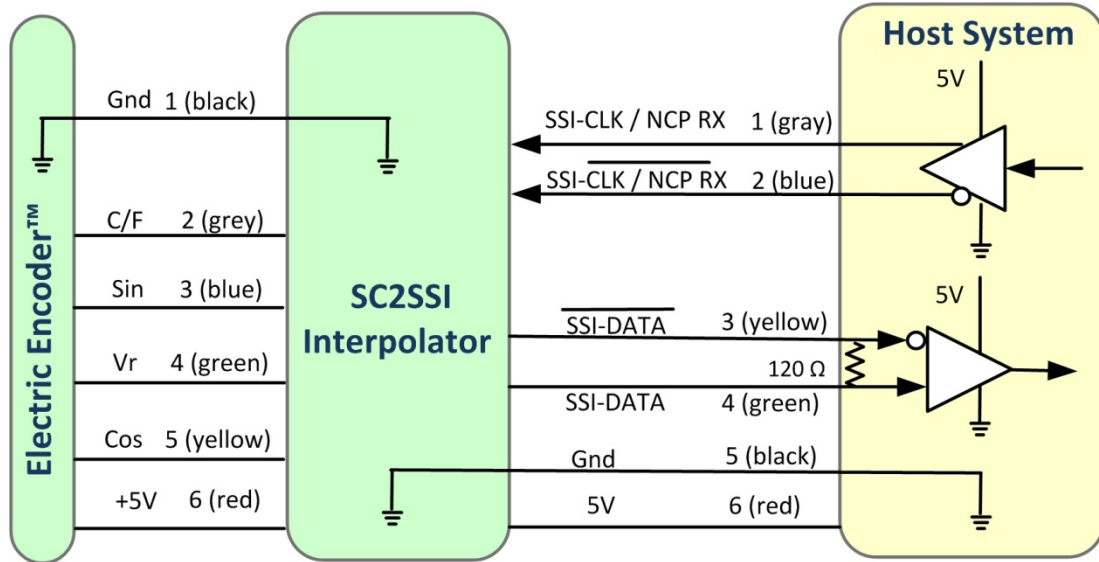 Electric Encoder™
Gnd 1 (black)
C/F 2 (grey)
Sin 3 (blue)
Vr 4 (green)
Cos 5 (yellow)
+5V 6 (red)
SC2SSI
Interpolator
SSI-CLK / NCP RX 1 (gray)
SSI-CLK / NCP RX 2 (blue)
SSI-DATA 3 (yellow)
120 Ω
SSI-DATA 4 (green)
Gnd 5 (black)
5V 6 (red)
Host System
5V
5V